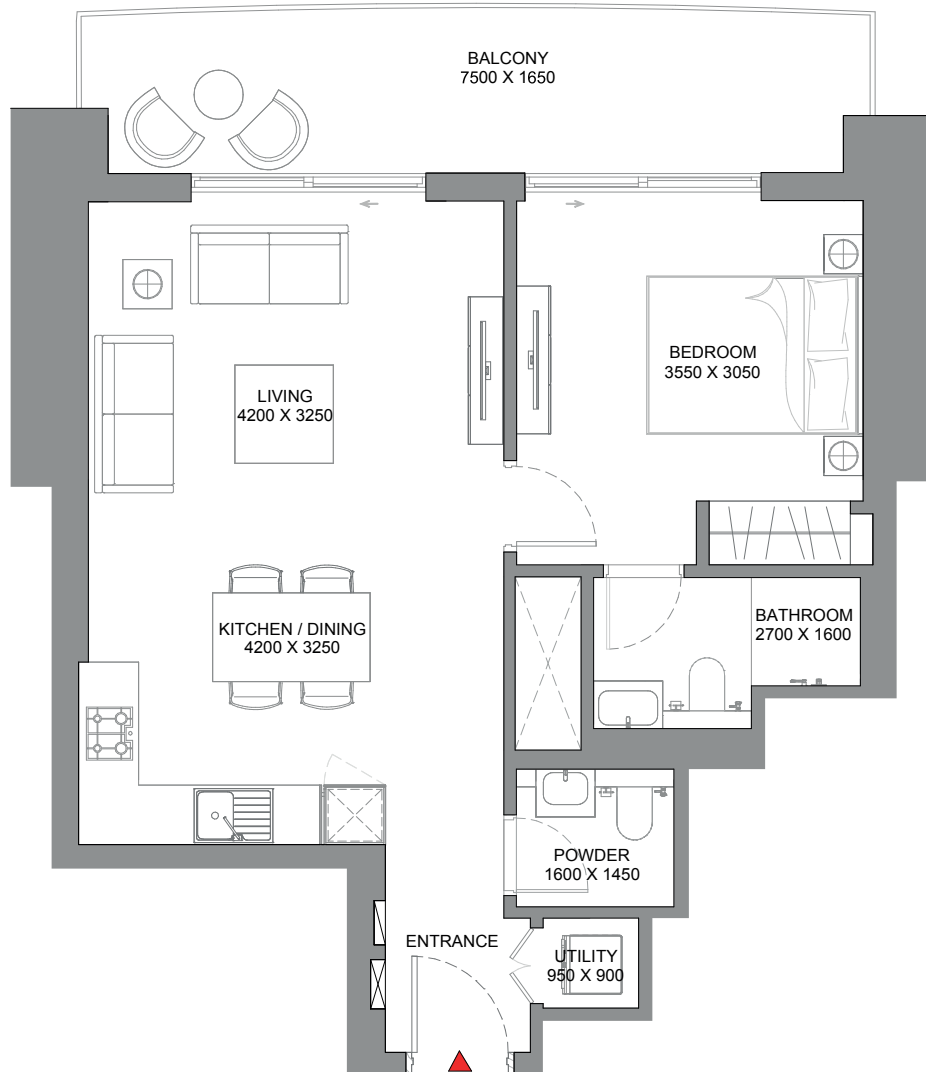 BALCONY
7500 X 1650
BEDROOM
3550 X 3050
LIVING
4200 X 3250
BATHROOM
2700 X 1600
KITCHEN / DINING
4200 X 3250
POWDER
1600 X 1450
ENTRANCE
UTILITY
950 X 900